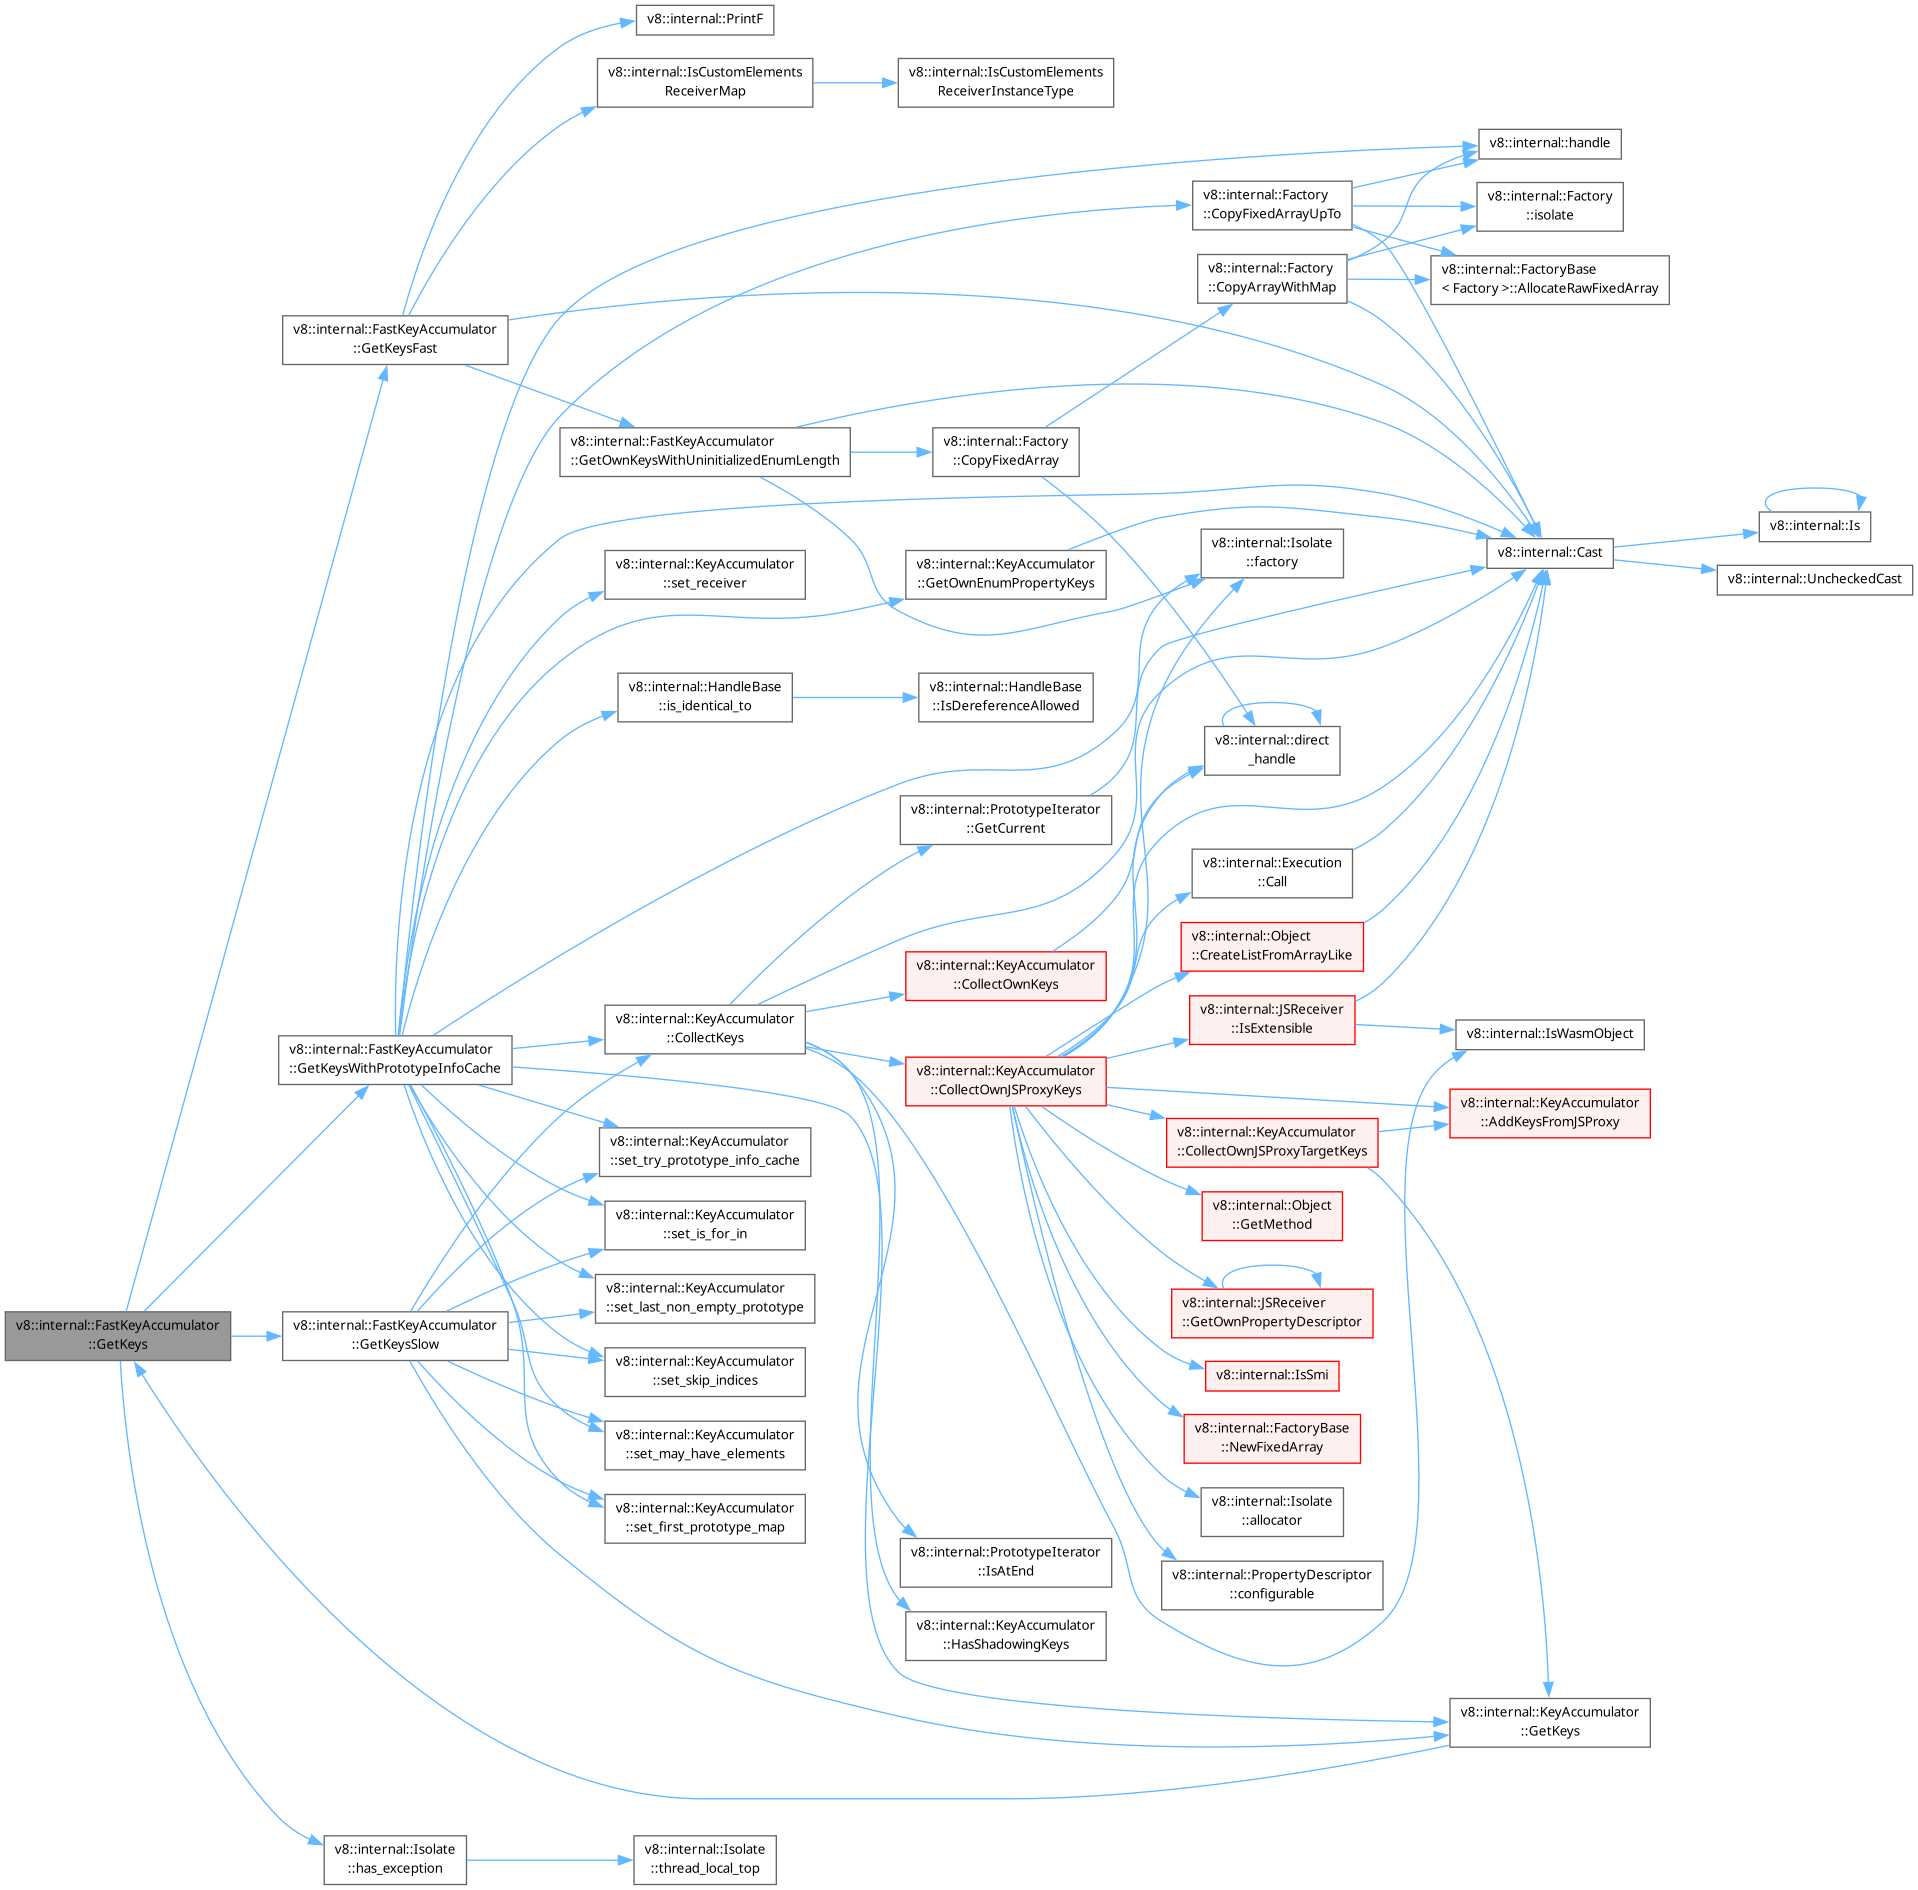 v8::internal::PrintF
v8::internal::IsCustomElements
ReceiverMap
v8::internal::IsCustomElements
ReceiverInstanceType
v8::internal::handle
v8::internal::Factory
::CopyFixedArrayUpTo
v8::internal::Factory
::isolate
v8::internal::Factory
::CopyArrayWithMap
v8::internal::FactoryBase
< Factory >::AllocateRawFixedArray
v8::internal::FastKeyAccumulator
::GetKeysFast
v8::internal::FastKeyAccumulator
::GetOwnKeysWithUninitializedEnumLength
v8::internal::Factory
::CopyFixedArray
v8::internal::Is
v8::internal::KeyAccumulator
::set_receiver
v8::internal::KeyAccumulator
::GetOwnEnumPropertyKeys
v8::internal::Isolate
::factory
v8::internal::Cast
v8::internal::UncheckedCast
v8::internal::HandleBase
::is_identical_to
v8::internal::HandleBase
::IsDereferenceAllowed
v8::internal::direct
_handle
v8::internal::PrototypeIterator
::GetCurrent
v8::internal::Execution
::Call
v8::internal::Object
::CreateListFromArrayLike
v8::internal::KeyAccumulator
::CollectOwnKeys
v8::internal::KeyAccumulator
::CollectKeys
v8::internal::JSReceiver
::IsExtensible
v8::internal::IsWasmObject
v8::internal::FastKeyAccumulator
::GetKeysWithPrototypeInfoCache
v8::internal::KeyAccumulator
::CollectOwnJSProxyKeys
v8::internal::KeyAccumulator
::AddKeysFromJSProxy
v8::internal::KeyAccumulator
::set_try_prototype_info_cache
v8::internal::KeyAccumulator
::CollectOwnJSProxyTargetKeys
v8::internal::KeyAccumulator
::set_is_for_in
v8::internal::Object
::GetMethod
v8::internal::KeyAccumulator
::set_last_non_empty_prototype
v8::internal::JSReceiver
::GetOwnPropertyDescriptor
v8::internal::FastKeyAccumulator
::GetKeys
v8::internal::FastKeyAccumulator
::GetKeysSlow
v8::internal::KeyAccumulator
::set_skip_indices
v8::internal::IsSmi
v8::internal::KeyAccumulator
::set_may_have_elements
v8::internal::FactoryBase
::NewFixedArray
v8::internal::KeyAccumulator
::set_first_prototype_map
v8::internal::Isolate
::allocator
v8::internal::PrototypeIterator
::IsAtEnd
v8::internal::PropertyDescriptor
::configurable
v8::internal::KeyAccumulator
::HasShadowingKeys
v8::internal::KeyAccumulator
::GetKeys
v8::internal::Isolate
::has_exception
v8::internal::Isolate
::thread_local_top